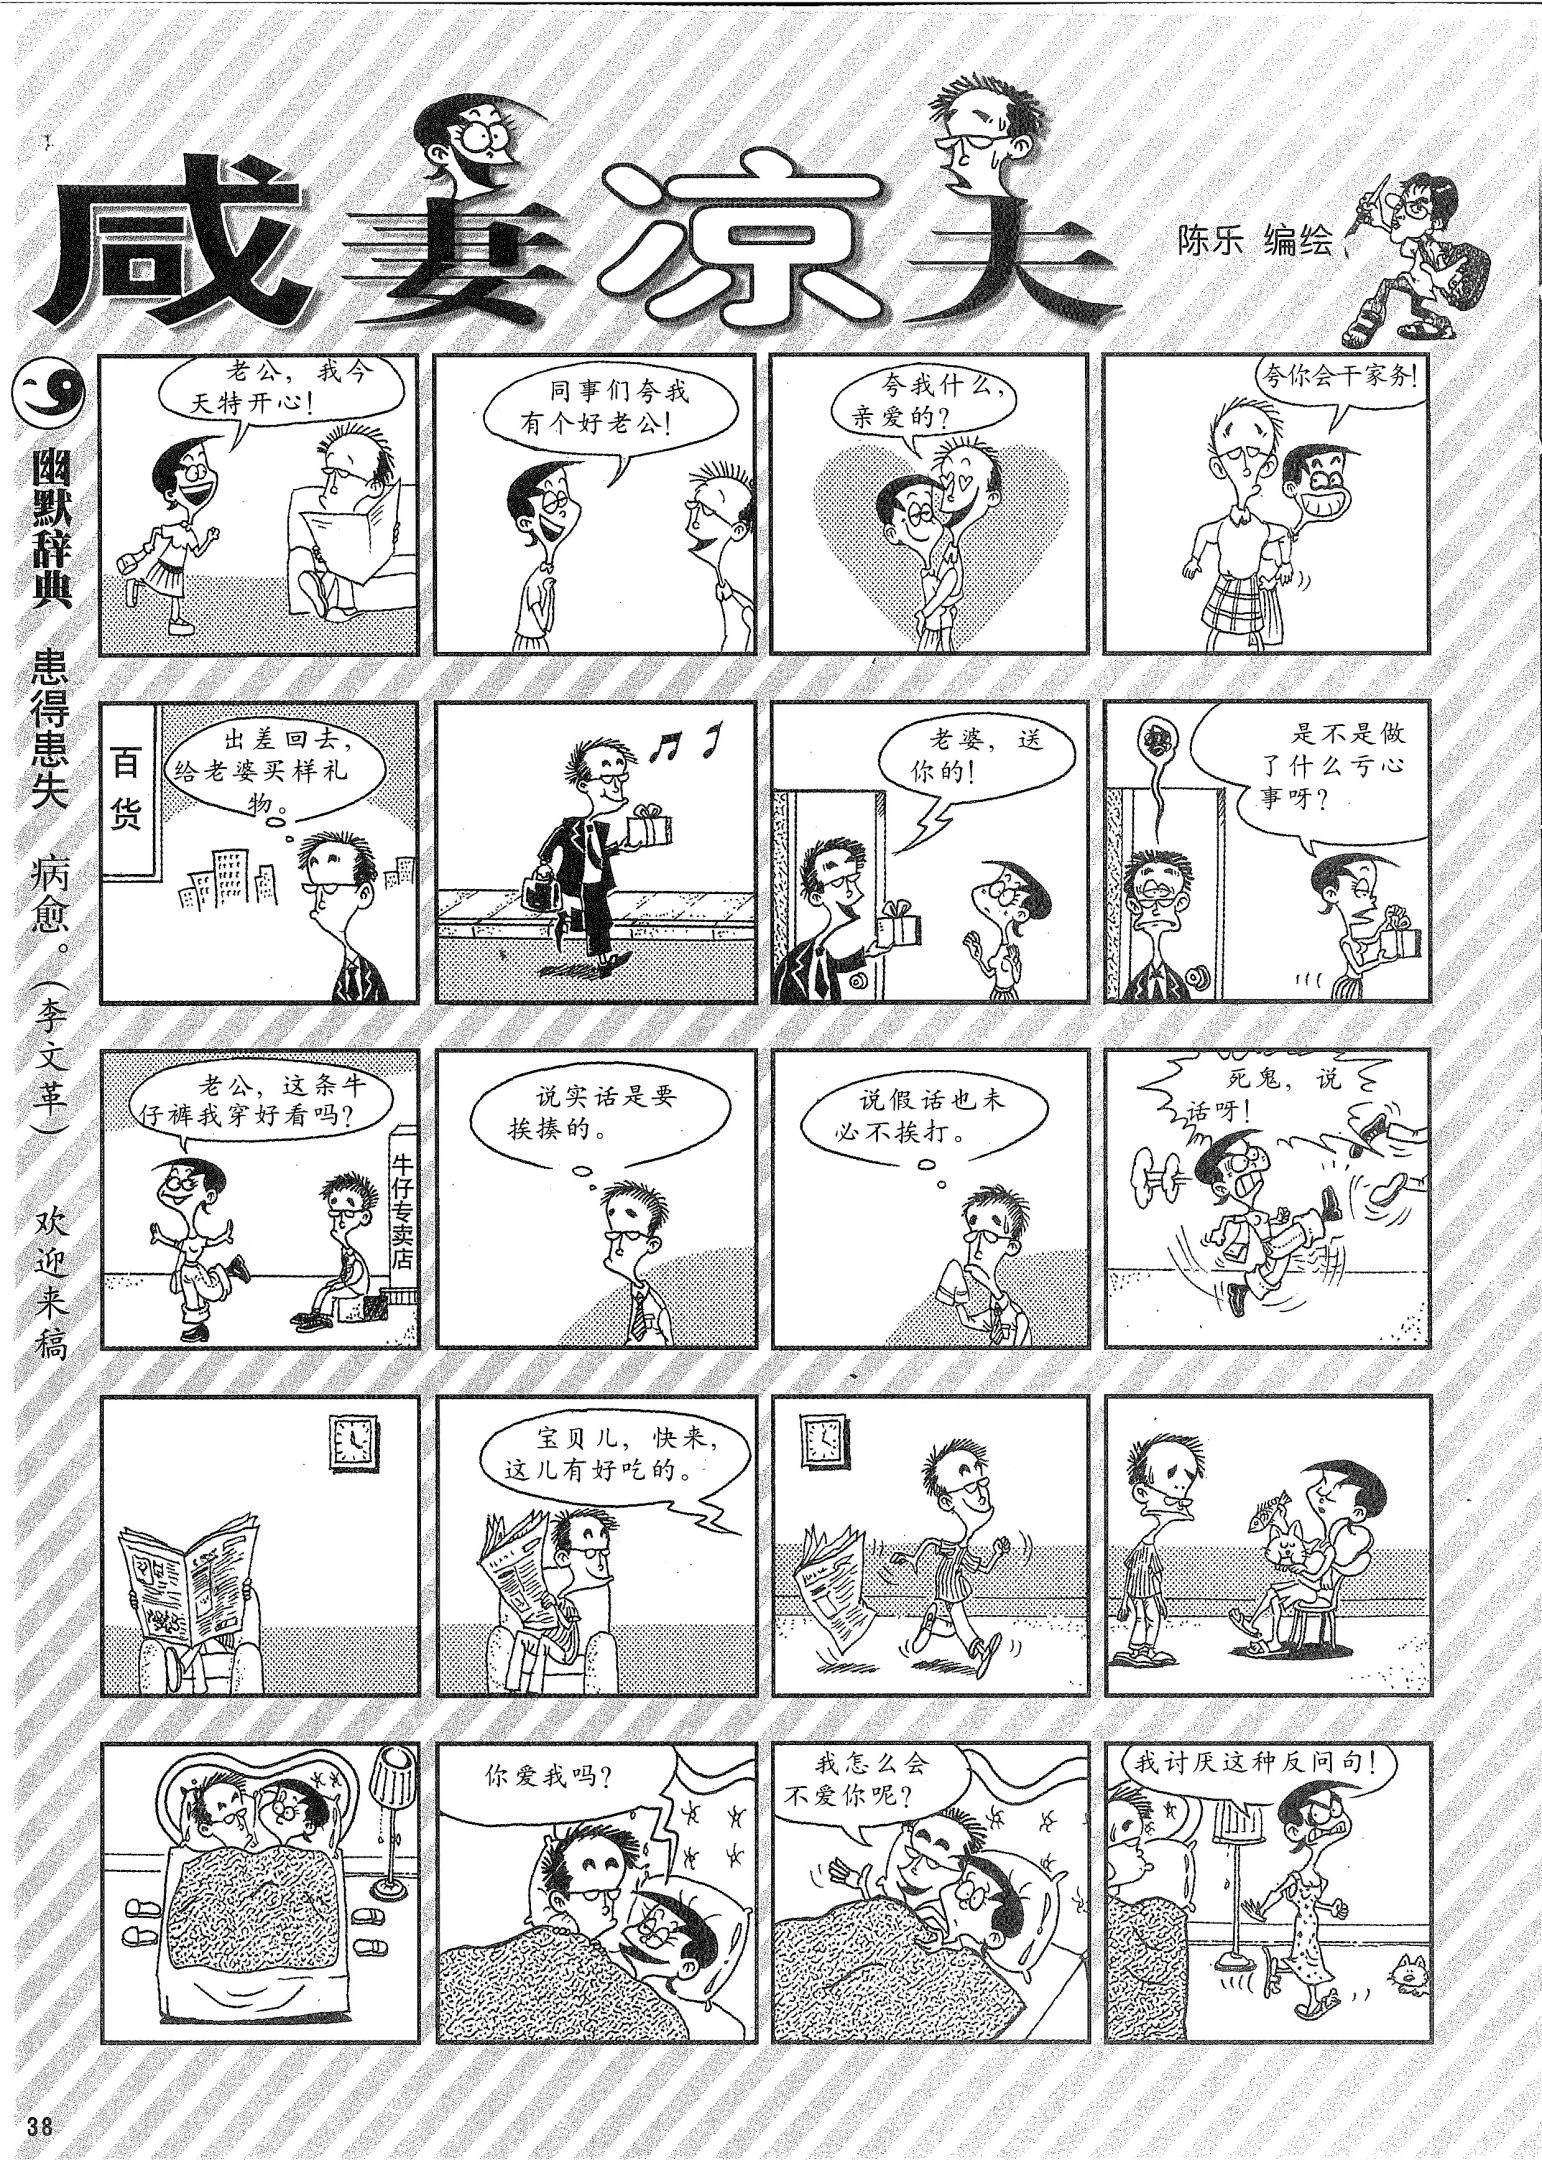 咸妻凉夫
陈乐 编绘
老公，我今
天特开心！
同事们夸我
有个好老公！
夸我什么，
亲爱的？
夸你会干家务！
百
货
出差回去，
给老婆买样礼
物。
老婆，送
你的！
是不是做
了什么亏心
事呀？
老公，这条牛
仔裤我穿好看吗？
牛仔专卖店
说实话是要
挨揍的。
说假话也未
必不挨打。
死鬼，说
话呀！
宝贝儿，快来，
这儿有好吃的。
你爱我吗？
我怎么会
不爱你呢？
我讨厌这种反问句！
幽默辞典 患得患失 病愈。（李文革） 欢迎来稿
38